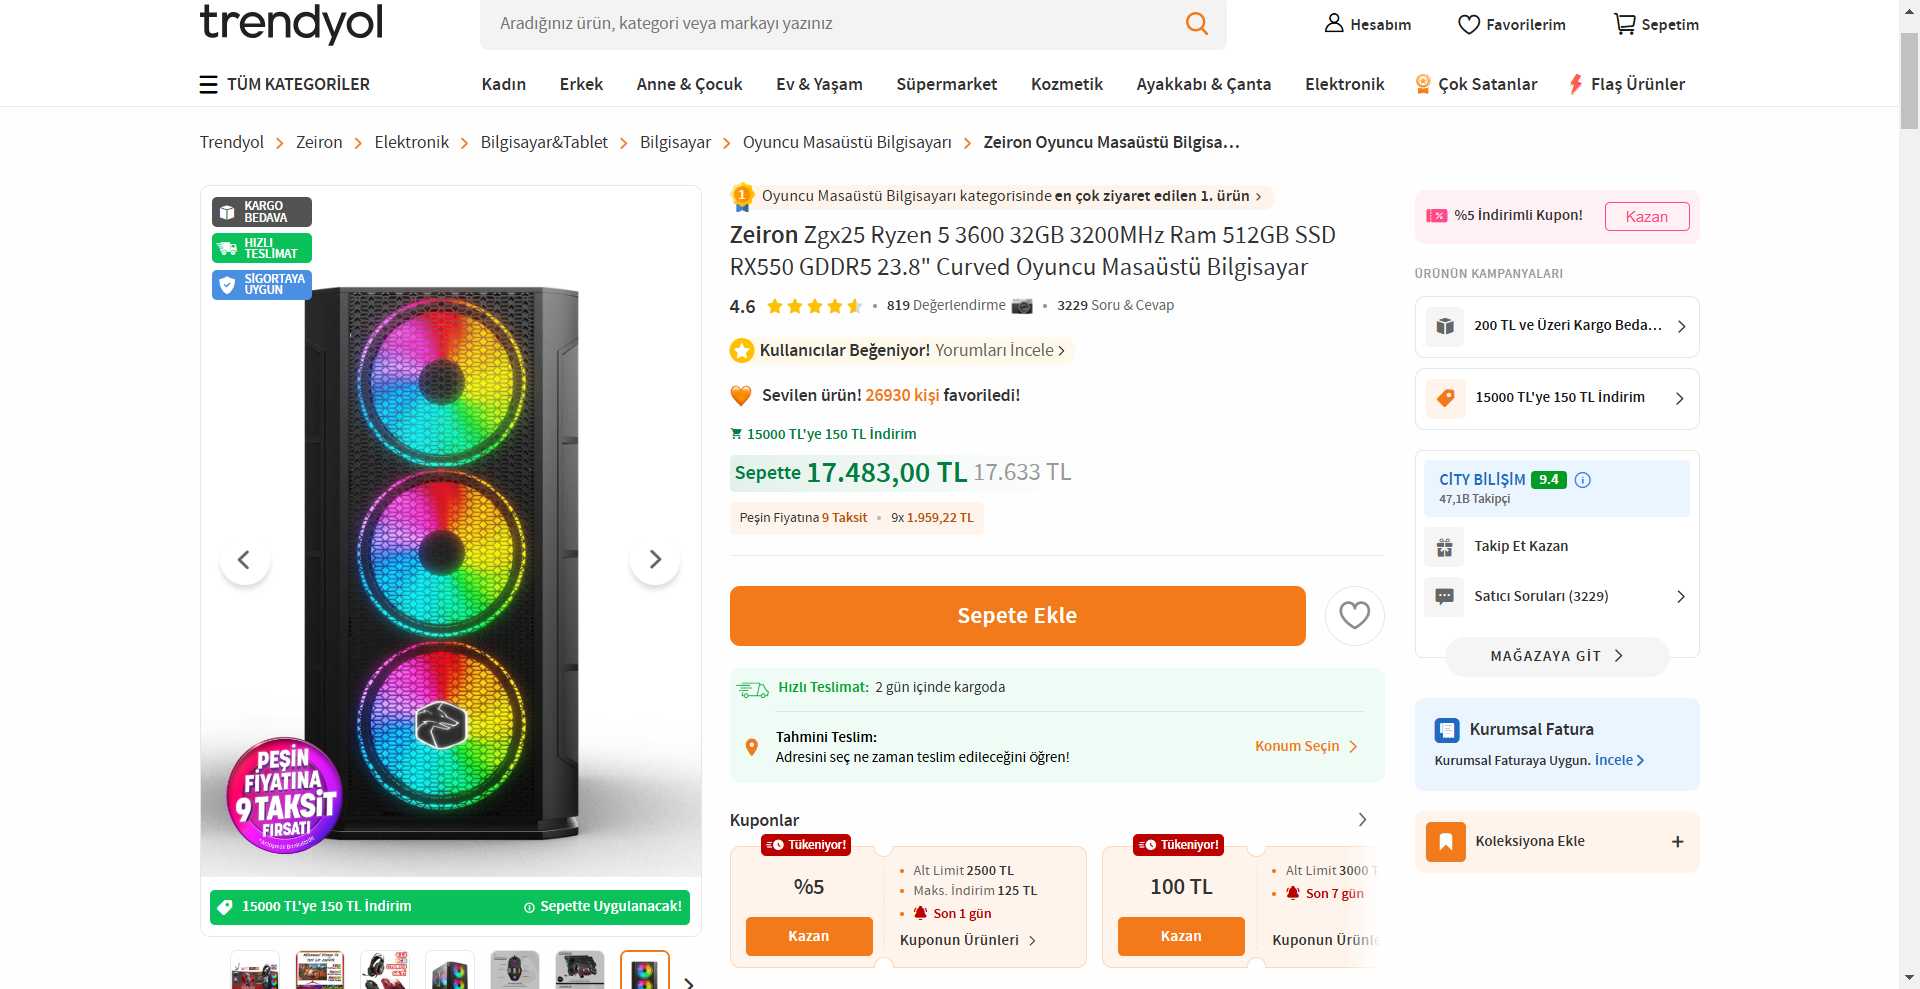 trendyol
Aradığınız ürün, kategori veya markayı yazınız
Hesabım
Favorilerim
Sepetim
TÜM KATEGORİLER
Kadın
Erkek
Anne & Çocuk
Ev & Yaşam
Süpermarket
Kozmetik
Ayakkabı & Çanta
Elektronik
Çok Satanlar
Flaş Ürünler
Trendyol > Zeiron > Elektronik > Bilgisayar&Tablet > Bilgisayar > Oyuncu Masaüstü Bilgisayarı > Zeiron Oyuncu Masaüstü Bilgisa...
KARGO
BEDAVA
HIZLI
TESLİMAT
SİGORTAYA
UYGUN
PEŞİN
FİYATINA
9 TAKSİT
FIRSATI
15000 TL'ye 150 TL İndirim
Sepette Uygulanacak!
1
Oyuncu Masaüstü Bilgisayarı kategorisinde en çok ziyaret edilen 1. ürün >
Zeiron Zgx25 Ryzen 5 3600 32GB 3200MHz Ram 512GB SSD
RX550 GDDR5 23.8" Curved Oyuncu Masaüstü Bilgisayar
4.6 • 819 Değerlendirme • 3229 Soru & Cevap
Kullanıcılar Beğeniyor! Yorumları İncele >
Sevilen ürün! 26930 kişi favoriledi!
15000 TL'ye 150 TL İndirim
Sepette 17.483,00 TL 17.633 TL
Peşin Fiyatına 9 Taksit • 9x 1.959,22 TL
Sepete Ekle
Hızlı Teslimat: 2 gün içinde kargoda
Tahmini Teslim:
Adresini seç ne zaman teslim edileceğini öğren!
Konum Seçin >
Kuponlar
Tükeniyor!
%5
Kazan
• Alt Limit 2500 TL
• Maks. İndirim 125 TL
• Son 1 gün
Kuponun Ürünleri >
Tükeniyor!
100 TL
Kazan
• Alt Limit 3000 T
• Son 7 gün
Kuponun Ürünle
%5 İndirimli Kupon!
Kazan
ÜRÜNÜN KAMPANYALARI
200 TL ve Üzeri Kargo Beda...
15000 TL'ye 150 TL İndirim
CİTY BİLİŞİM 9.4
47,1B Takipçi
Takip Et Kazan
Satıcı Soruları (3229)
MAĞAZAYA GİT >
Kurumsal Fatura
Kurumsal Faturaya Uygun. İncele >
Koleksiyona Ekle +